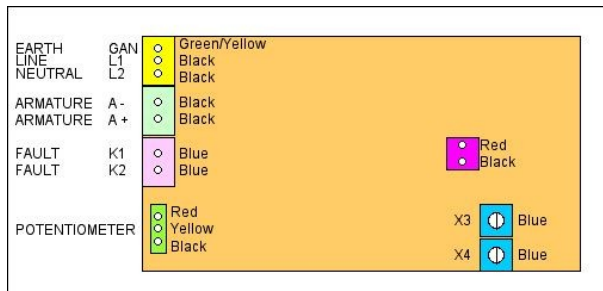 EARTH GAN Green/Yellow
LINE L1 Black
NEUTRAL L2 Black
ARMATURE A - Black
ARMATURE A + Black
FAULT K1 Blue
FAULT K2 Blue
Red
Black
POTENTIOMETER
Red
Yellow
Black
X3 Blue
X4 Blue